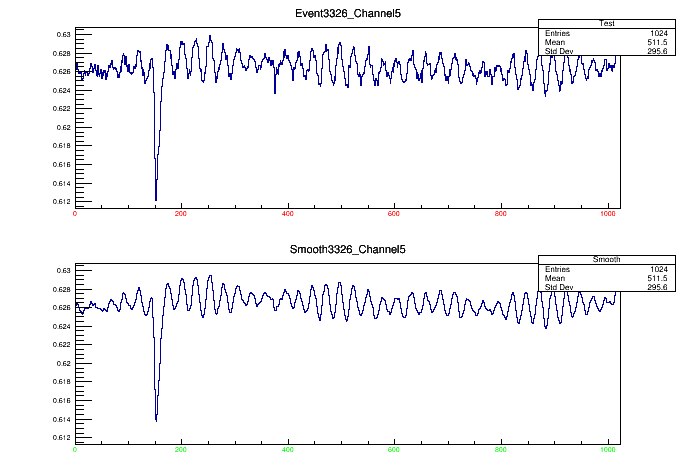 Event3326_Channel5
Test
Entries 1024
Mean 511.5
Std Dev 295.6
0.63
0.628
0.626
0.624
0.622
0.62
0.618
0.616
0.614
0.612
0 200 400 600 800 1000
Smooth3326_Channel5
Smooth
Entries 1024
Mean 511.5
Std Dev 295.6
0.63
0.628
0.626
0.624
0.622
0.62
0.618
0.616
0.614
0.612
0 200 400 600 800 1000